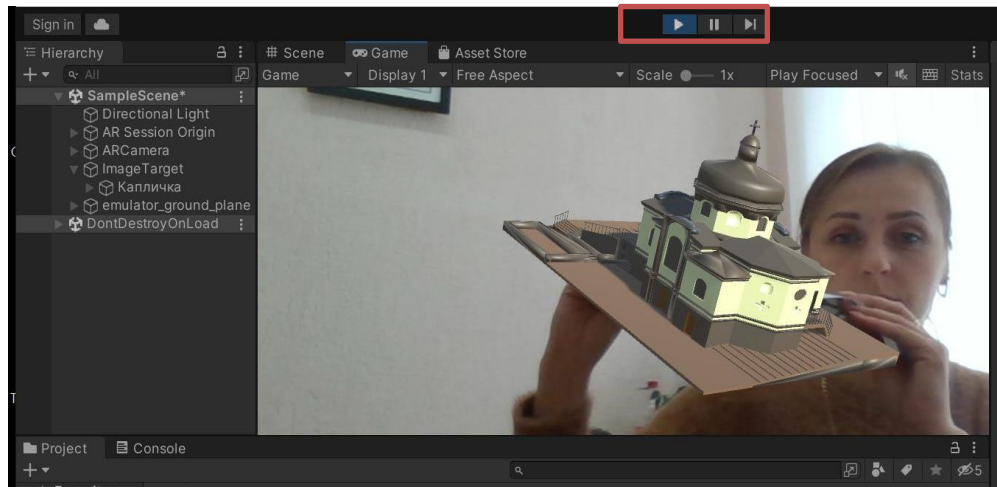 Sign in
Hierarchy
# Scene Game Asset Store
All
Game Display 1 Free Aspect Scale 1x Play Focused Stats
SampleScene*
Directional Light
AR Session Origin
ARCamera
ImageTarget
Капличка
emulator_ground_plane
DontDestroyOnLoad
Project Console
5